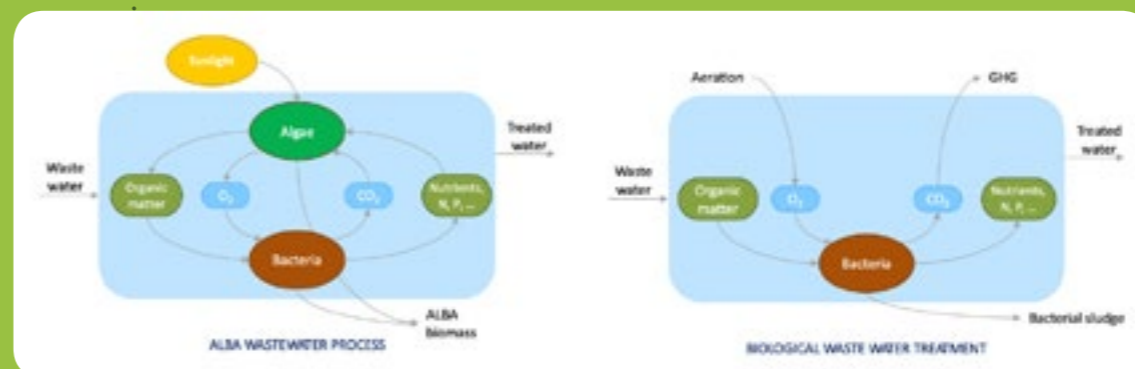 Sunlight
Algae
Waste
water
Organic
matter
O₂
CO₂
Nutrients,
N, P, ...
Treated
water
Bacteria
ALBA
biomass
ALBA WASTEWATER PROCESS
Aeration
GHG
Waste
water
Organic
matter
O₂
CO₂
Nutrients,
N, P, ...
Treated
water
Bacteria
Bacterial sludge
BIOLOGICAL WASTE WATER TREATMENT